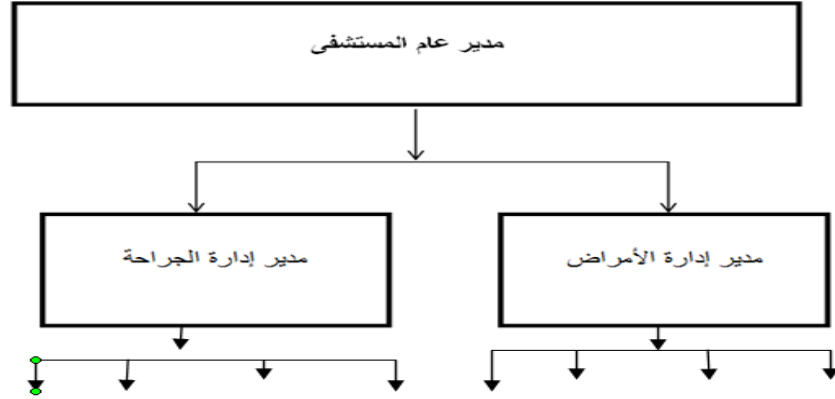 مدير عام المستشفى
مدير إدارة الأمراض
مدير إدارة الجراحة